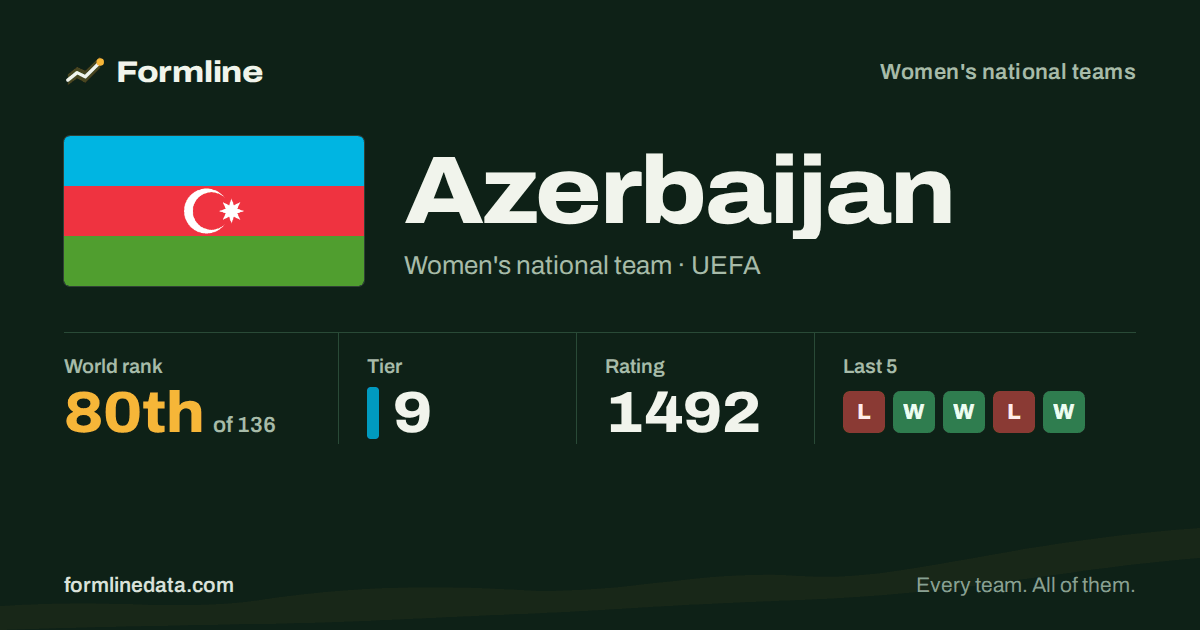 Formline
Women's national teams
Azerbaijan
Women's national team · UEFA
World rank
80th of 136
Tier
9
Rating
1492
Last 5
L W W L W
formlinedata.com
Every team. All of them.